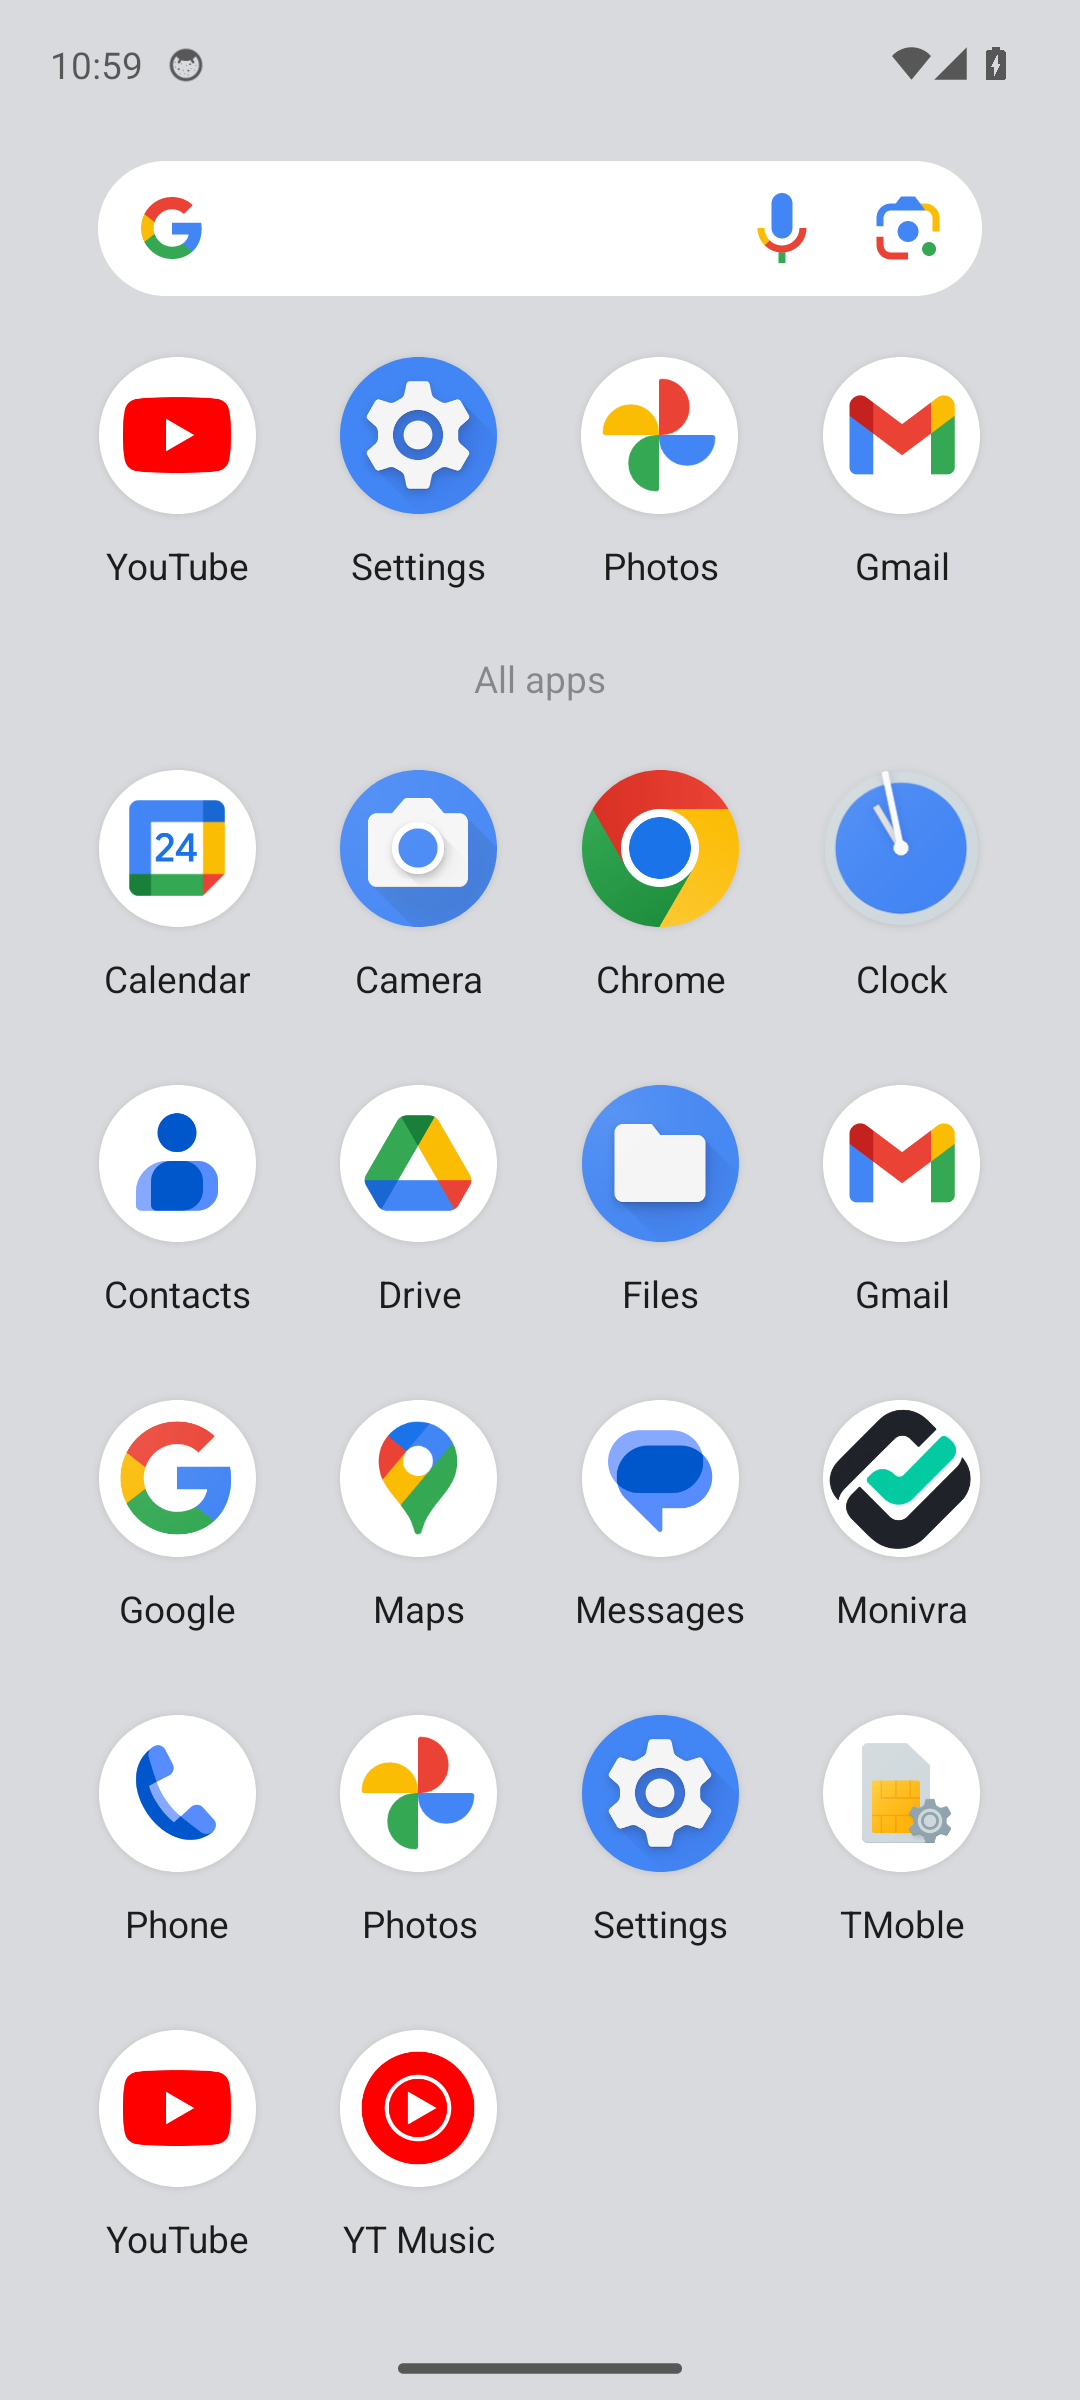 10:59
YouTube Settings Photos Gmail
All apps
24
Calendar Camera Chrome Clock
Contacts Drive Files Gmail
Google Maps Messages Monivra
Phone Photos Settings TMoble
YouTube YT Music